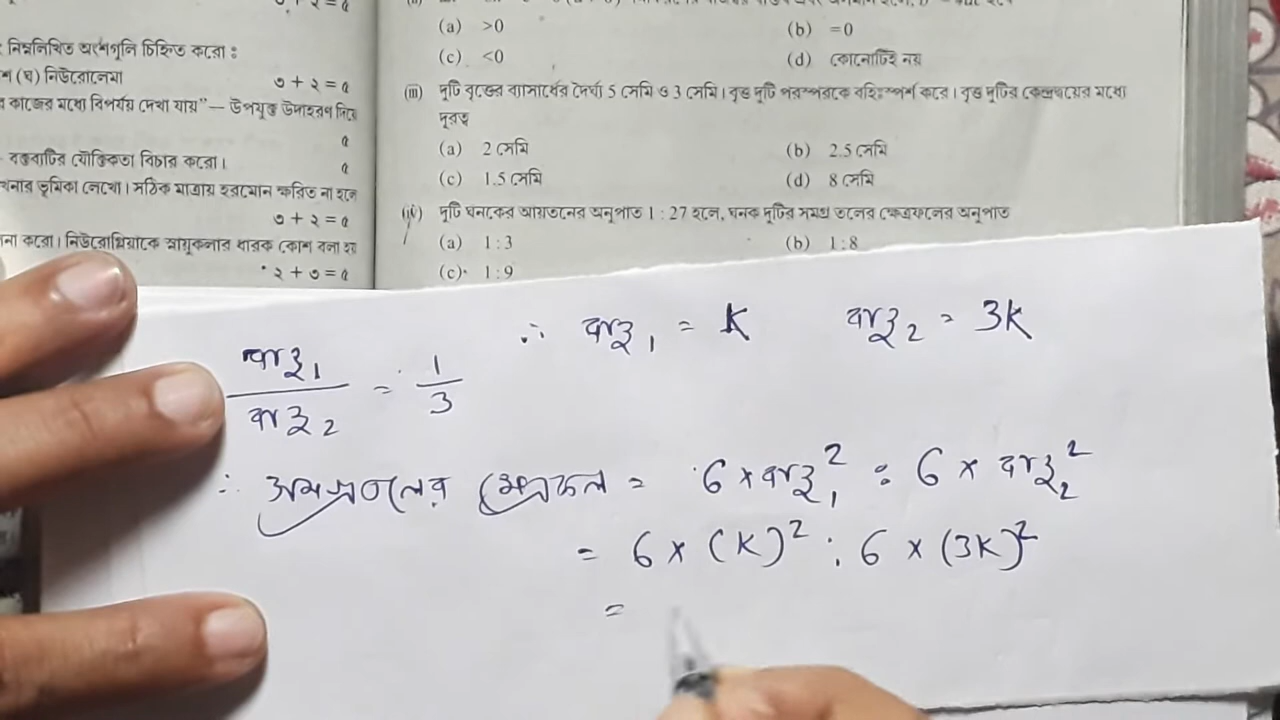 ৩ + ২ = ৫
নিম্নলিখিত অংশগুলি চিহ্নিত করো :
(ঘ) নিউরোলেমা
৩ + ২ = ৫
কাজের মধ্যে বিপর্যয় দেখা যায়”— উপযুক্ত উদাহরণ দিয়ে
৫
বক্তব্যটির যৌক্তিকতা বিচার করো।
৫
ভূমিকা লেখো। সঠিক মাত্রায় হরমোন ক্ষরিত না হলে
৩ + ২ = ৫
করো। নিউরোগ্লিয়াকে স্নায়ুকলার ধারক কোশ বলা হয়
২ + ৩ = ৫
(a) >0
(b) =0
(c) <0
(d) কোনোটিই নয়
(iii) দুটি বৃত্তের ব্যাসার্ধের দৈর্ঘ্য 5 সেমি ও 3 সেমি। বৃত্ত দুটি পরস্পরকে বহিঃস্পর্শ করে। বৃত্ত দুটির কেন্দ্রদ্বয়ের মধ্যে
দূরত্ব
(a) 2 সেমি
(b) 2.5 সেমি
(c) 1.5 সেমি
(d) 8 সেমি
(iv) দুটি ঘনকের আয়তনের অনুপাত 1 : 27 হলে, ঘনক দুটির সমগ্র তলের ক্ষেত্রফলের অনুপাত
(a) 1:3
(b) 1:8
(c) 1:9
∴ বাহু₁ = K বাহু₂ = 3K
বাহু₁ / বাহু₂ = 1/3
∴ সমগ্রতলের ক্ষেত্রফল = 6 × বাহু₁² : 6 × বাহু₂²
= 6 × (K)² : 6 × (3K)²
=